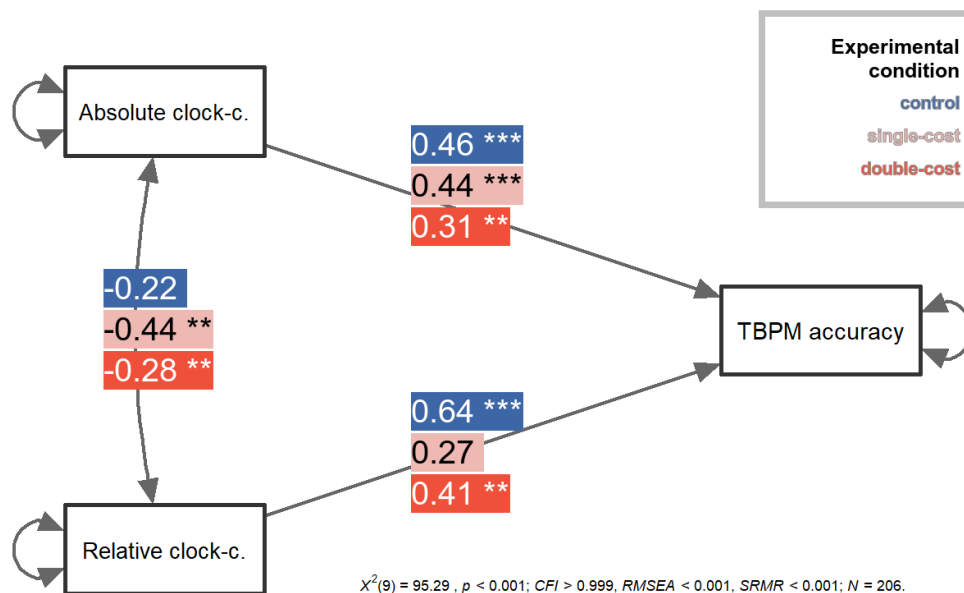 Experimental
condition
control
single-cost
double-cost
Absolute clock-c.
0.46 ***
0.44 ***
0.31 **
-0.22
-0.44 **
-0.28 **
TBPM accuracy
0.64 ***
0.27
0.41 **
Relative clock-c.
X²(9) = 95.29 , p < 0.001; CFI > 0.999, RMSEA < 0.001, SRMR < 0.001; N = 206.